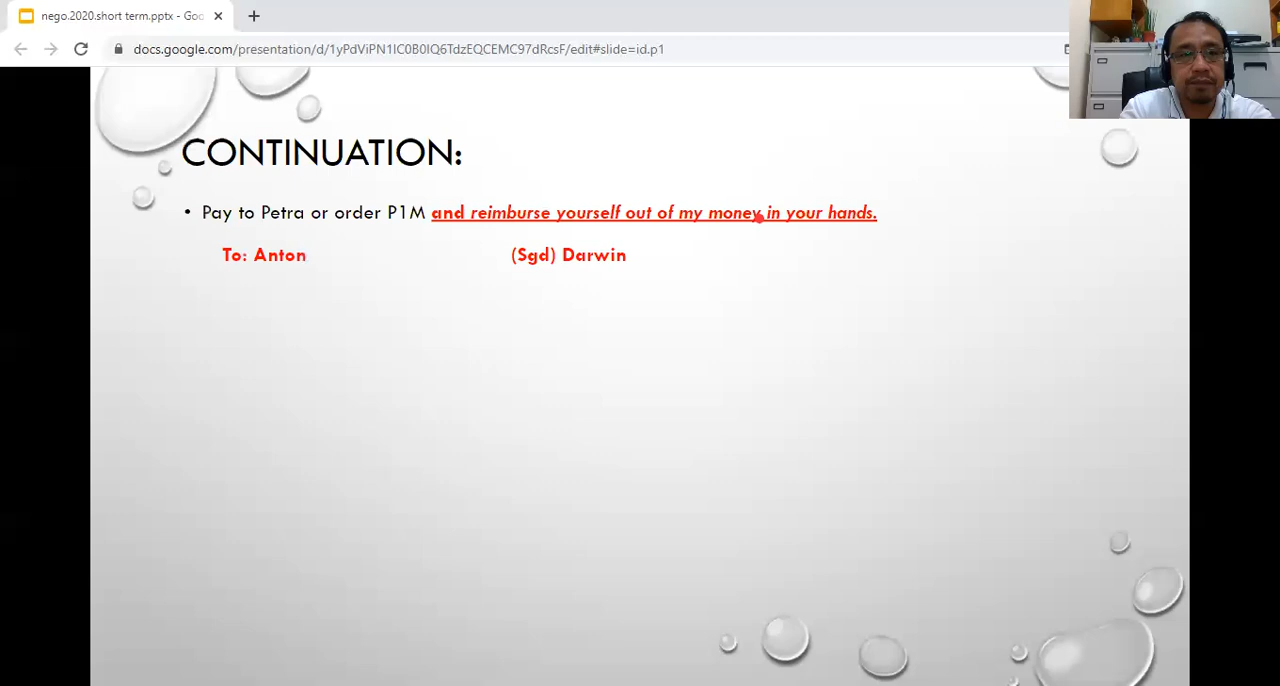 nego.2020.short term.pptx - Goo
docs.google.com/presentation/d/1yPdViPN1IC0B0IQ6TdzEQCEMC97dRcsF/edit#slide=id.p1
CONTINUATION:
• Pay to Petra or order P1M and reimburse yourself out of my money in your hands.
To: Anton (Sgd) Darwin